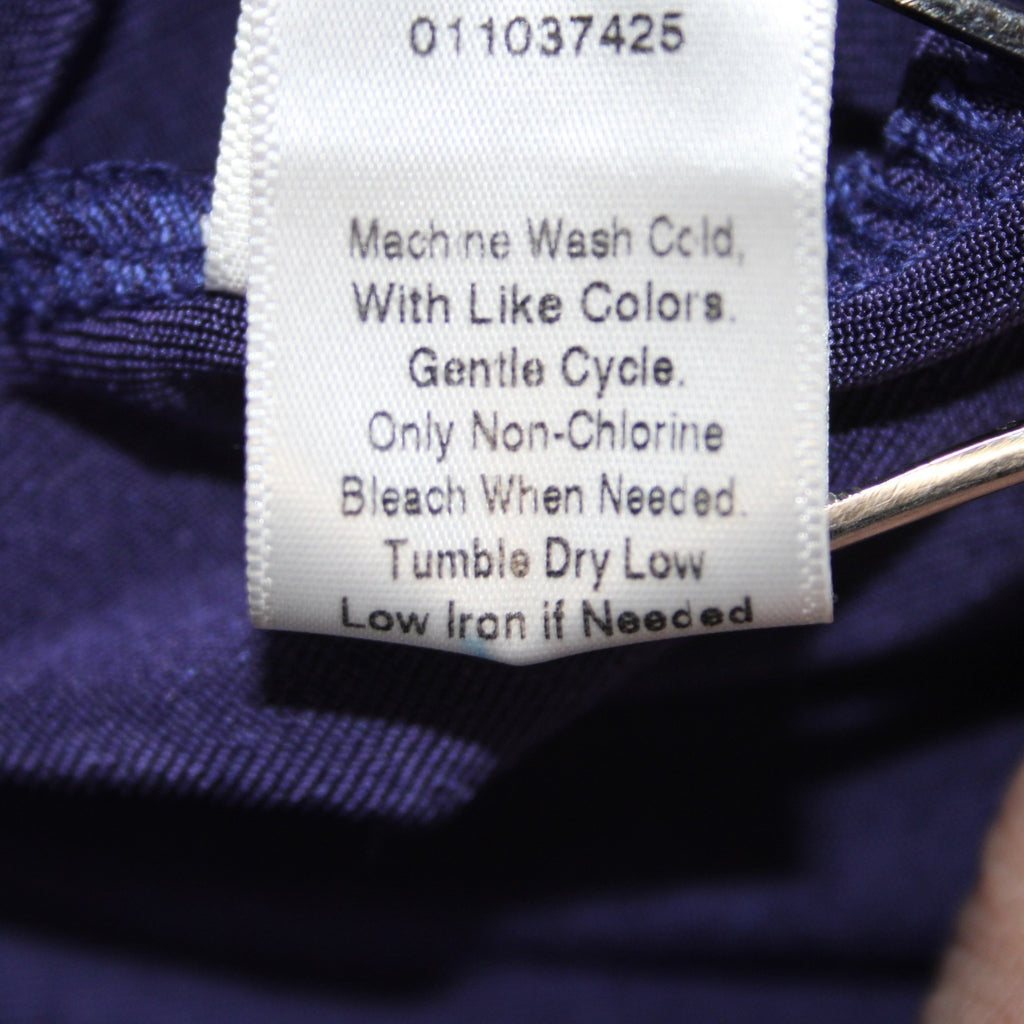 011037425
Machine Wash Cold,
With Like Colors.
Gentle Cycle.
Only Non-Chlorine
Bleach When Needed.
Tumble Dry Low
Low Iron if Needed